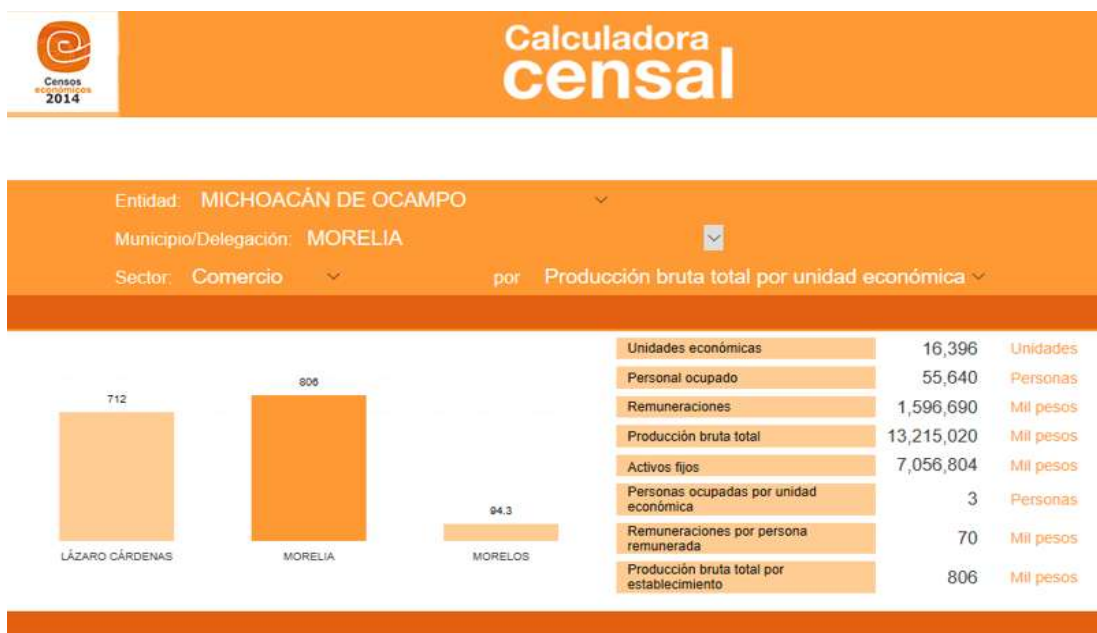 Censos
económicos
2014
Calculadora
censal
Entidad: MICHOACÁN DE OCAMPO
Municipio/Delegación: MORELIA
Sector: Comercio por Producción bruta total por unidad económica
712
806
94.3
LÁZARO CÁRDENAS MORELIA MORELOS
Unidades económicas 16,396 Unidades
Personal ocupado 55,640 Personas
Remuneraciones 1,596,690 Mil pesos
Producción bruta total 13,215,020 Mil pesos
Activos fijos 7,056,804 Mil pesos
Personas ocupadas por unidad
económica 3 Personas
Remuneraciones por persona
remunerada 70 Mil pesos
Producción bruta total por
establecimiento 806 Mil pesos